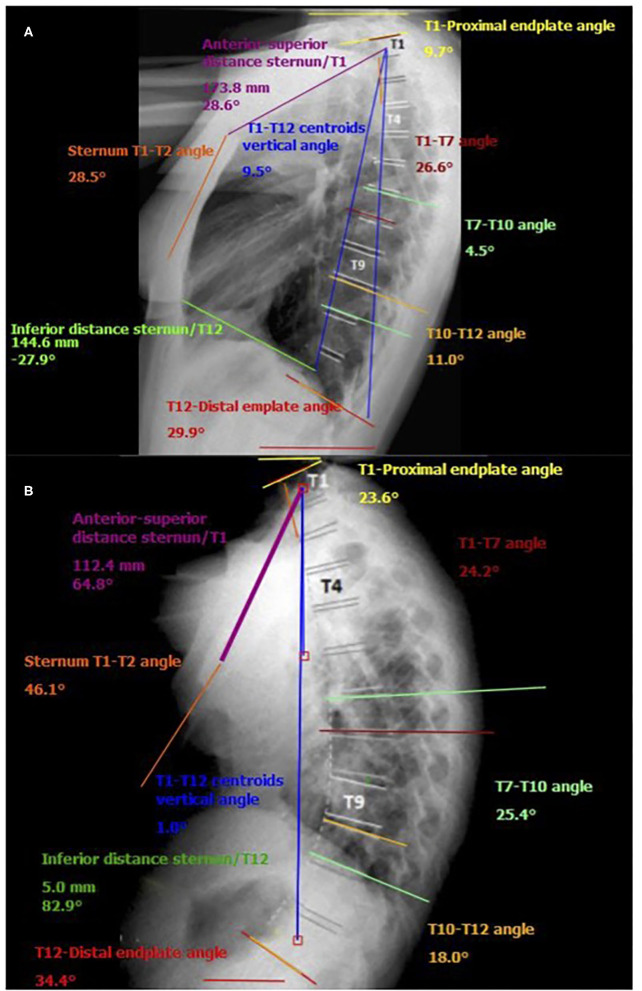 A
T1-Proximal endplate angle
9.7°
T1
Anterior-superior
distance sternun/T1
173.8 mm
28.6°
T4
T1-T12 centroids
vertical angle
9.5°
T1-T7 angle
26.6°
Sternum T1-T2 angle
28.5°
T7-T10 angle
4.5°
T9
Inferior distance sternun/T12
144.6 mm
-27.9°
T10-T12 angle
11.0°
T12-Distal emplate angle
29.9°
B
T1-Proximal endplate angle
23.6°
T1
Anterior-superior
distance sternun/T1
112.4 mm
64.8°
T1-T7 angle
24.2°
T4
Sternum T1-T2 angle
46.1°
T1-T12 centroids
vertical angle
1.0°
T7-T10 angle
25.4°
T9
Inferior distance sternun/T12
5.0 mm
82.9°
T10-T12 angle
18.0°
T12-Distal endplate angle
34.4°